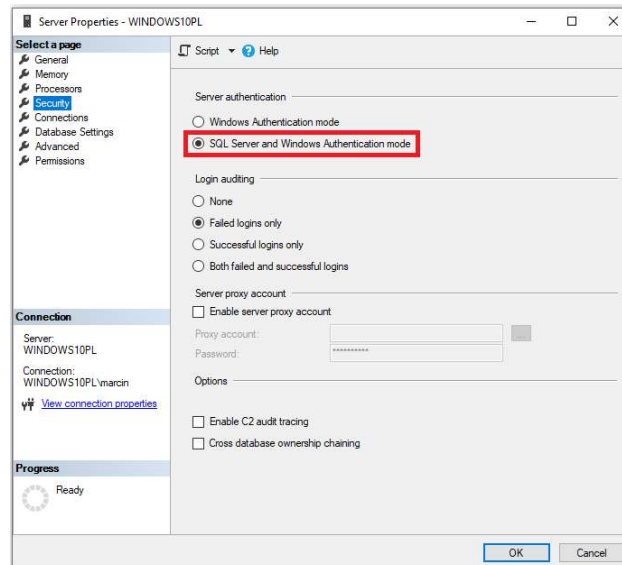 Server Properties - WINDOWS10PL
Select a page
General
Memory
Processors
Security
Connections
Database Settings
Advanced
Permissions
Connection
Server:
WINDOWS10PL
Connection:
WINDOWS10PL\marcin
View connection properties
Progress
Ready
Script
Help
Server authentication
Windows Authentication mode
SQL Server and Windows Authentication mode
Login auditing
None
Failed logins only
Successful logins only
Both failed and successful logins
Server proxy account
Enable server proxy account
Proxy account:
...
Password:
**********
Options
Enable C2 audit tracing
Cross database ownership chaining
OK
Cancel